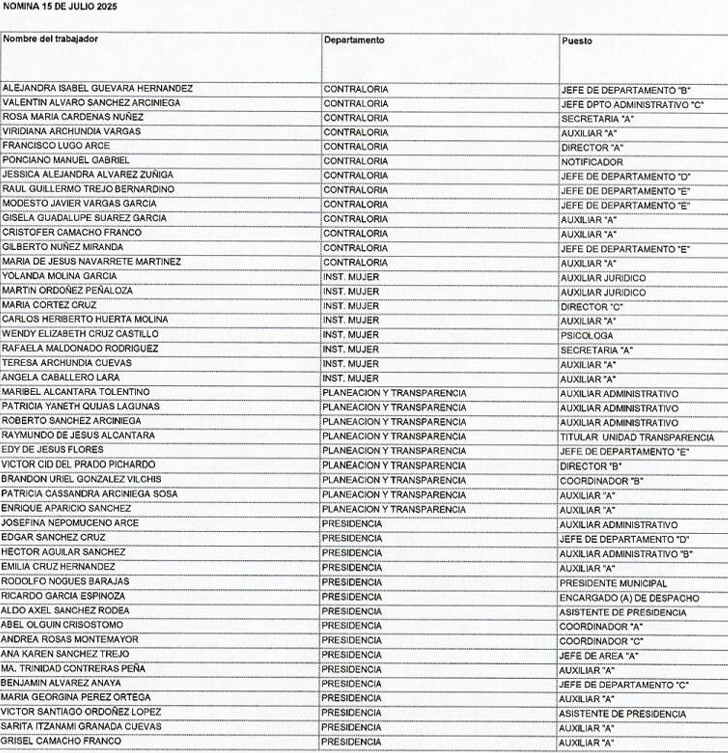 NOMINA 15 DE JULIO 2025
Nombre del trabajador Departamento Puesto
ALEJANDRA ISABEL GUEVARA HERNANDEZ CONTRALORIA JEFE DE DEPARTAMENTO "B"
VALENTIN ALVARO SANCHEZ ARCINIEGA CONTRALORIA JEFE DPTO ADMINISTRATIVO "C"
ROSA MARIA CARDENAS NUÑEZ CONTRALORIA SECRETARIA "A"
VIRIDIANA ARCHUNDIA VARGAS CONTRALORIA AUXILIAR "A"
FRANCISCO LUGO ARCE CONTRALORIA DIRECTOR "A"
PONCIANO MANUEL GABRIEL CONTRALORIA NOTIFICADOR
JESSICA ALEJANDRA ALVAREZ ZUÑIGA CONTRALORIA JEFE DE DEPARTAMENTO "D"
RAUL GUILLERMO TREJO BERNARDINO CONTRALORIA JEFE DE DEPARTAMENTO "E"
MODESTO JAVIER VARGAS GARCIA CONTRALORIA JEFE DE DEPARTAMENTO "E"
GISELA GUADALUPE SUAREZ GARCIA CONTRALORIA AUXILIAR "A"
CRISTOFER CAMACHO FRANCO CONTRALORIA AUXILIAR "A"
GILBERTO NUÑEZ MIRANDA CONTRALORIA JEFE DE DEPARTAMENTO "E"
MARIA DE JESUS NAVARRETE MARTINEZ CONTRALORIA AUXILIAR "A"
YOLANDA MOLINA GARCIA INST. MUJER AUXILIAR JURIDICO
MARTIN ORDOÑEZ PEÑALOZA INST. MUJER AUXILIAR JURIDICO
MARIA CORTEZ CRUZ INST. MUJER DIRECTOR "C"
CARLOS HERIBERTO HUERTA MOLINA INST. MUJER AUXILIAR "A"
WENDY ELIZABETH CRUZ CASTILLO INST. MUJER PSICOLOGA
RAFAELA MALDONADO RODRIGUEZ INST. MUJER SECRETARIA "A"
TERESA ARCHUNDIA CUEVAS INST. MUJER AUXILIAR "A"
ANGELA CABALLERO LARA INST. MUJER AUXILIAR "A"
MARIBEL ALCANTARA TOLENTINO PLANEACION Y TRANSPARENCIA AUXILIAR ADMINISTRATIVO
PATRICIA YANETH QUIJAS LAGUNAS PLANEACION Y TRANSPARENCIA AUXILIAR ADMINISTRATIVO
ROBERTO SANCHEZ ARCINIEGA PLANEACION Y TRANSPARENCIA AUXILIAR ADMINISTRATIVO
RAYMUNDO DE JESUS ALCANTARA PLANEACION Y TRANSPARENCIA TITULAR UNIDAD TRANSPARENCIA
EDY DE JESUS FLORES PLANEACION Y TRANSPARENCIA JEFE DE DEPARTAMENTO "E"
VICTOR CID DEL PRADO PICHARDO PLANEACION Y TRANSPARENCIA DIRECTOR "B"
BRANDON URIEL GONZALEZ VILCHIS PLANEACION Y TRANSPARENCIA COORDINADOR "B"
PATRICIA CASSANDRA ARCINIEGA SOSA PLANEACION Y TRANSPARENCIA AUXILIAR "A"
ENRIQUE APARICIO SANCHEZ PLANEACION Y TRANSPARENCIA AUXILIAR "A"
JOSEFINA NEPOMUCENO ARCE PRESIDENCIA AUXILIAR ADMINISTRATIVO
EDGAR SANCHEZ CRUZ PRESIDENCIA JEFE DE DEPARTAMENTO "D"
HECTOR AGUILAR SANCHEZ PRESIDENCIA AUXILIAR ADMINISTRATIVO "B"
EMILIA CRUZ HERNANDEZ PRESIDENCIA AUXILIAR "A"
RODOLFO NOGUES BARAJAS PRESIDENCIA PRESIDENTE MUNICIPAL
RICARDO GARCIA ESPINOZA PRESIDENCIA ENCARGADO (A) DE DESPACHO
ALDO AXEL SANCHEZ RODEA PRESIDENCIA ASISTENTE DE PRESIDENCIA
ABEL OLGUIN CRISOSTOMO PRESIDENCIA COORDINADOR "A"
ANDREA ROSAS MONTEMAYOR PRESIDENCIA COORDINADOR "C"
ANA KAREN SANCHEZ TREJO PRESIDENCIA JEFE DE AREA "A"
MA. TRINIDAD CONTRERAS PEÑA PRESIDENCIA AUXILIAR "A"
BENJAMIN ALVAREZ ANAYA PRESIDENCIA JEFE DE DEPARTAMENTO "C"
MARIA GEORGINA PEREZ ORTEGA PRESIDENCIA AUXILIAR "A"
VICTOR SANTIAGO ORDOÑEZ LOPEZ PRESIDENCIA ASISTENTE DE PRESIDENCIA
SARITA ITZANAMI GRANADA CUEVAS PRESIDENCIA AUXILIAR "A"
GRISEL CAMACHO FRANCO PRESIDENCIA AUXILIAR "A"